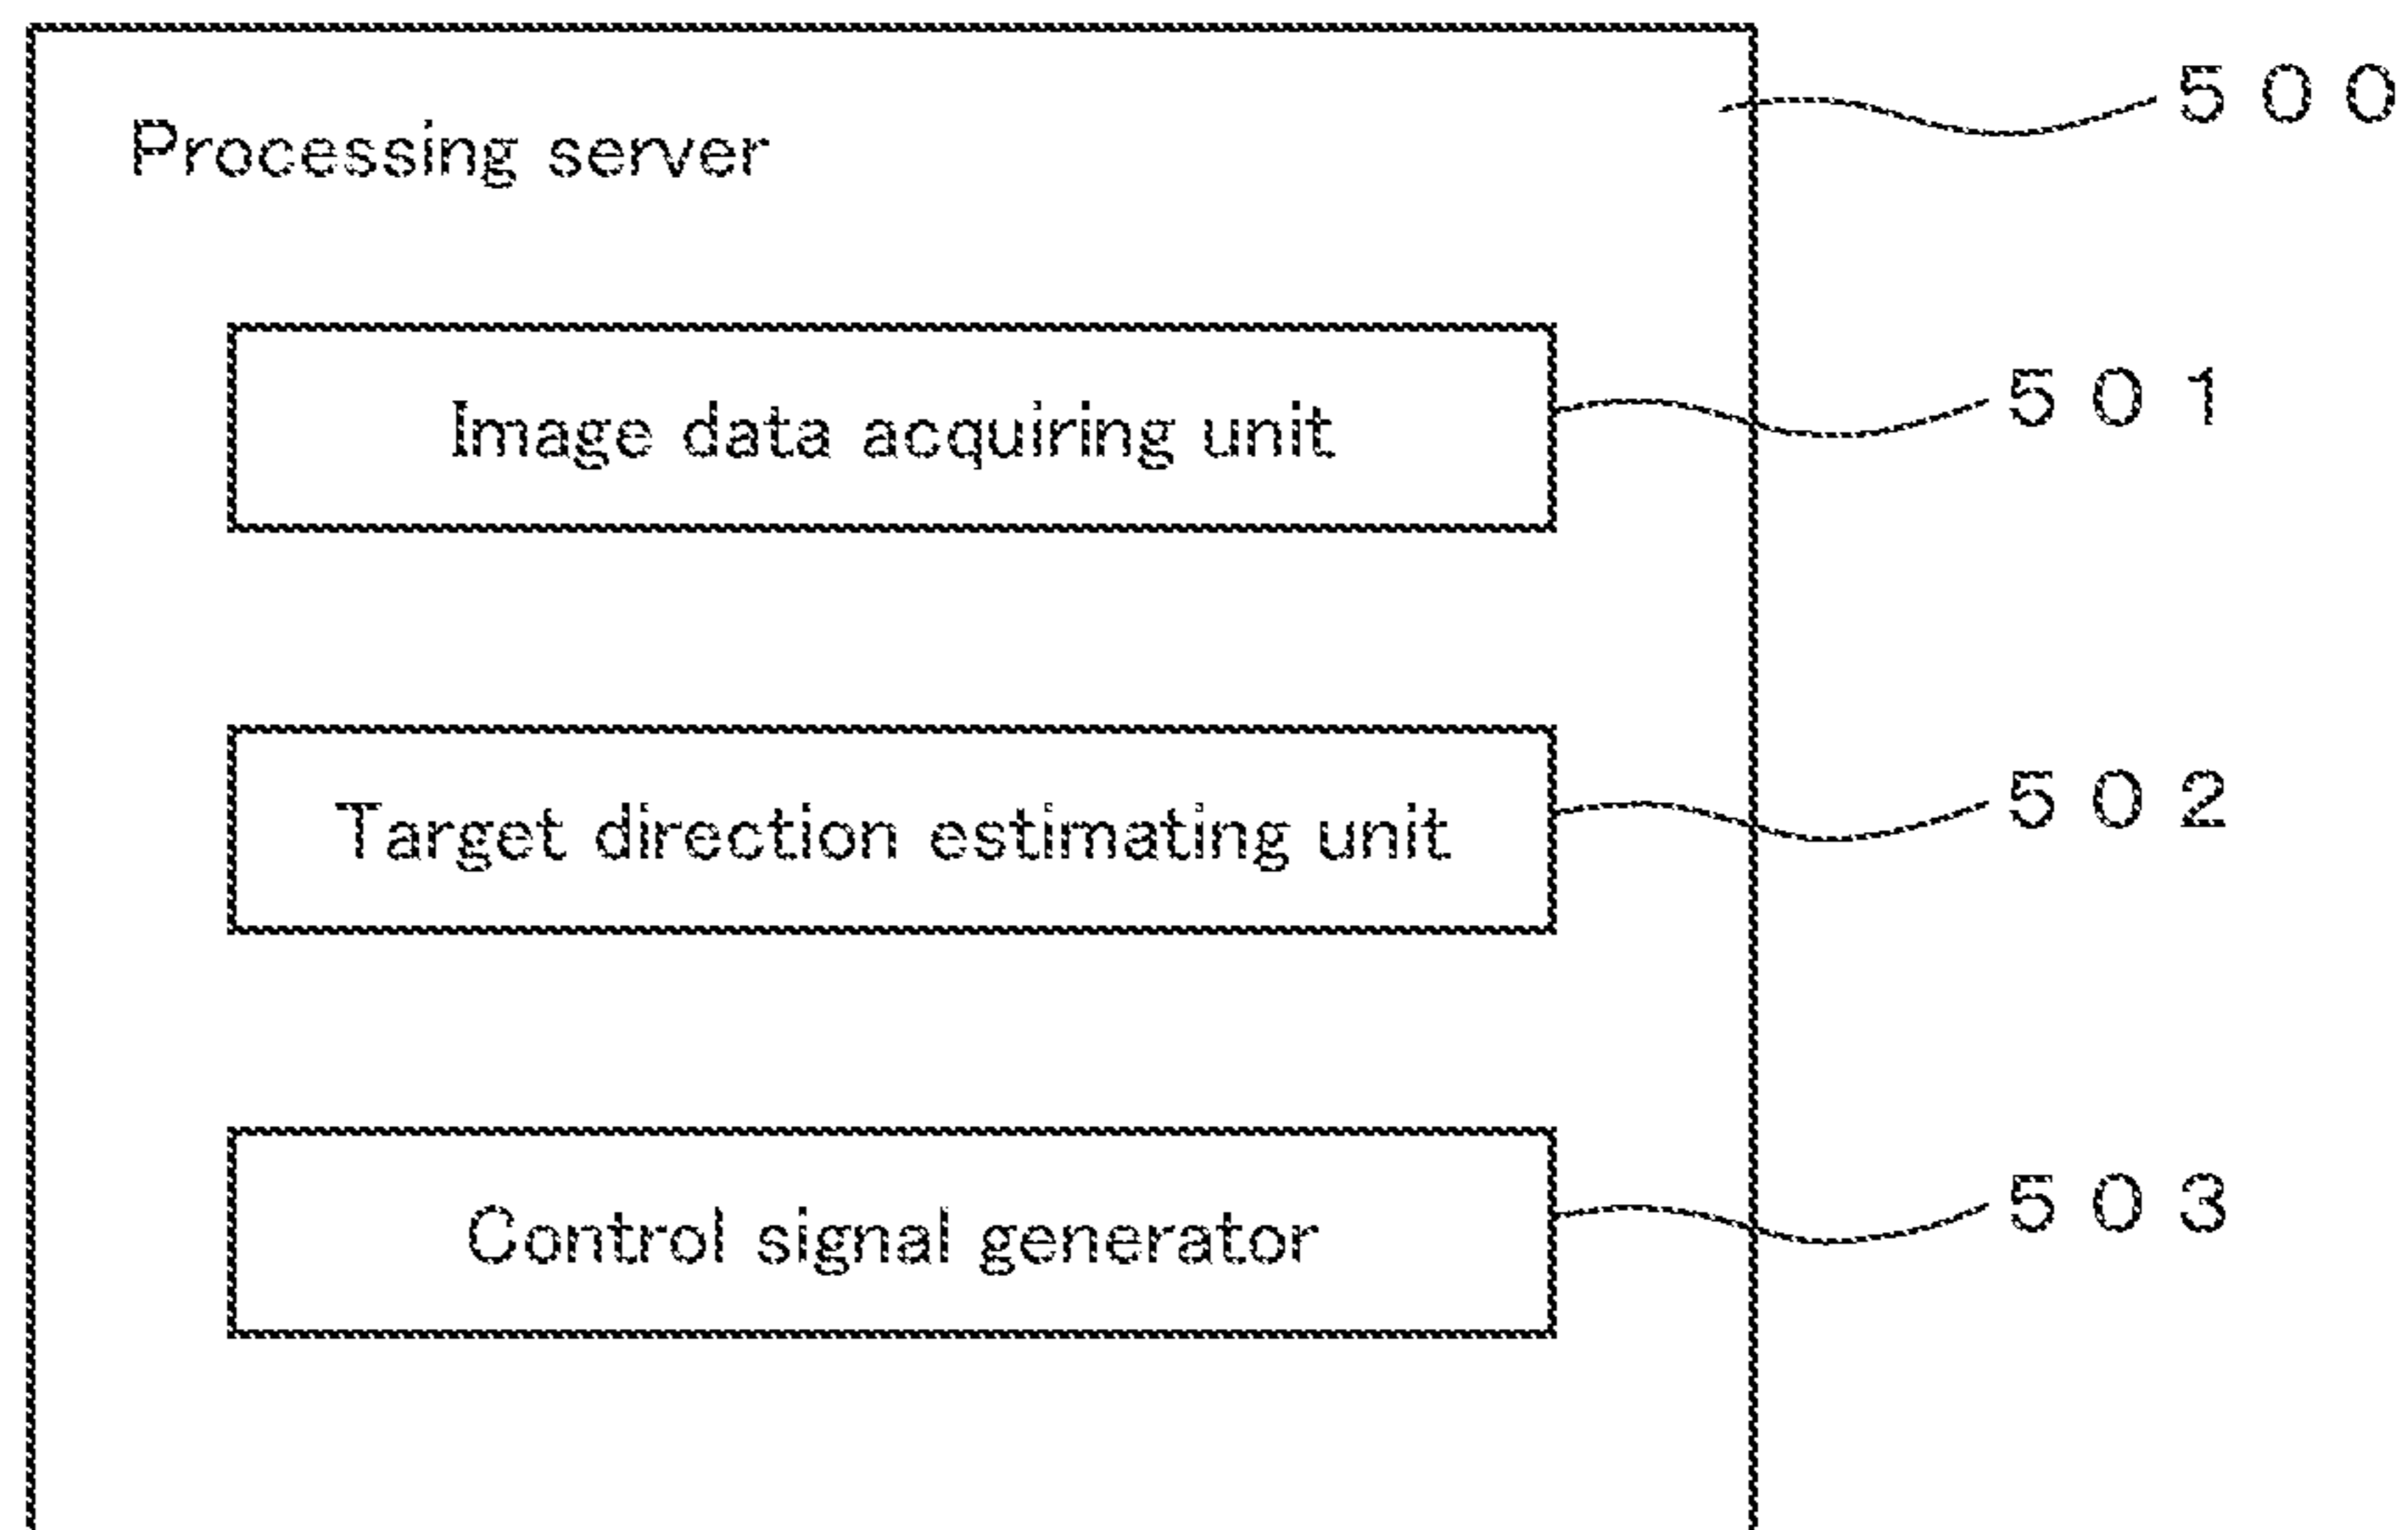 Processing server
500
Image data acquiring unit
501
Target direction estimating unit
502
Control signal generator
503